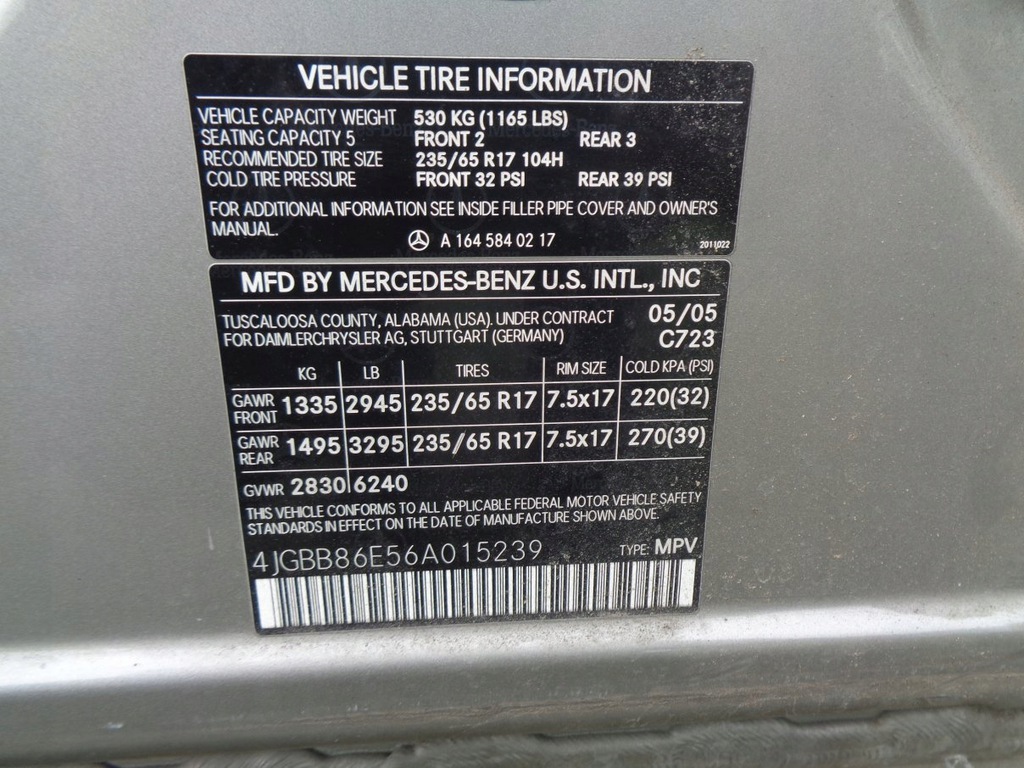 VEHICLE TIRE INFORMATION
VEHICLE CAPACITY WEIGHT 530 KG (1165 LBS)
SEATING CAPACITY 5 FRONT 2 REAR 3
RECOMMENDED TIRE SIZE 235/65 R17 104H
COLD TIRE PRESSURE FRONT 32 PSI REAR 39 PSI
FOR ADDITIONAL INFORMATION SEE INSIDE FILLER PIPE COVER AND OWNER'S
MANUAL.
A 164 584 02 17 2011022
MFD BY MERCEDES-BENZ U.S. INTL., INC
TUSCALOOSA COUNTY, ALABAMA (USA). UNDER CONTRACT 05/05
FOR DAIMLERCHRYSLER AG, STUTTGART (GERMANY) C723
KG LB TIRES RIM SIZE COLD KPA (PSI)
GAWR FRONT 1335 2945 235/65 R17 7.5x17 220(32)
GAWR REAR 1495 3295 235/65 R17 7.5x17 270(39)
GVWR 2830 6240
THIS VEHICLE CONFORMS TO ALL APPLICABLE FEDERAL MOTOR VEHICLE SAFETY
STANDARDS IN EFFECT ON THE DATE OF MANUFACTURE SHOWN ABOVE.
4JGBB86E56A015239 TYPE: MPV